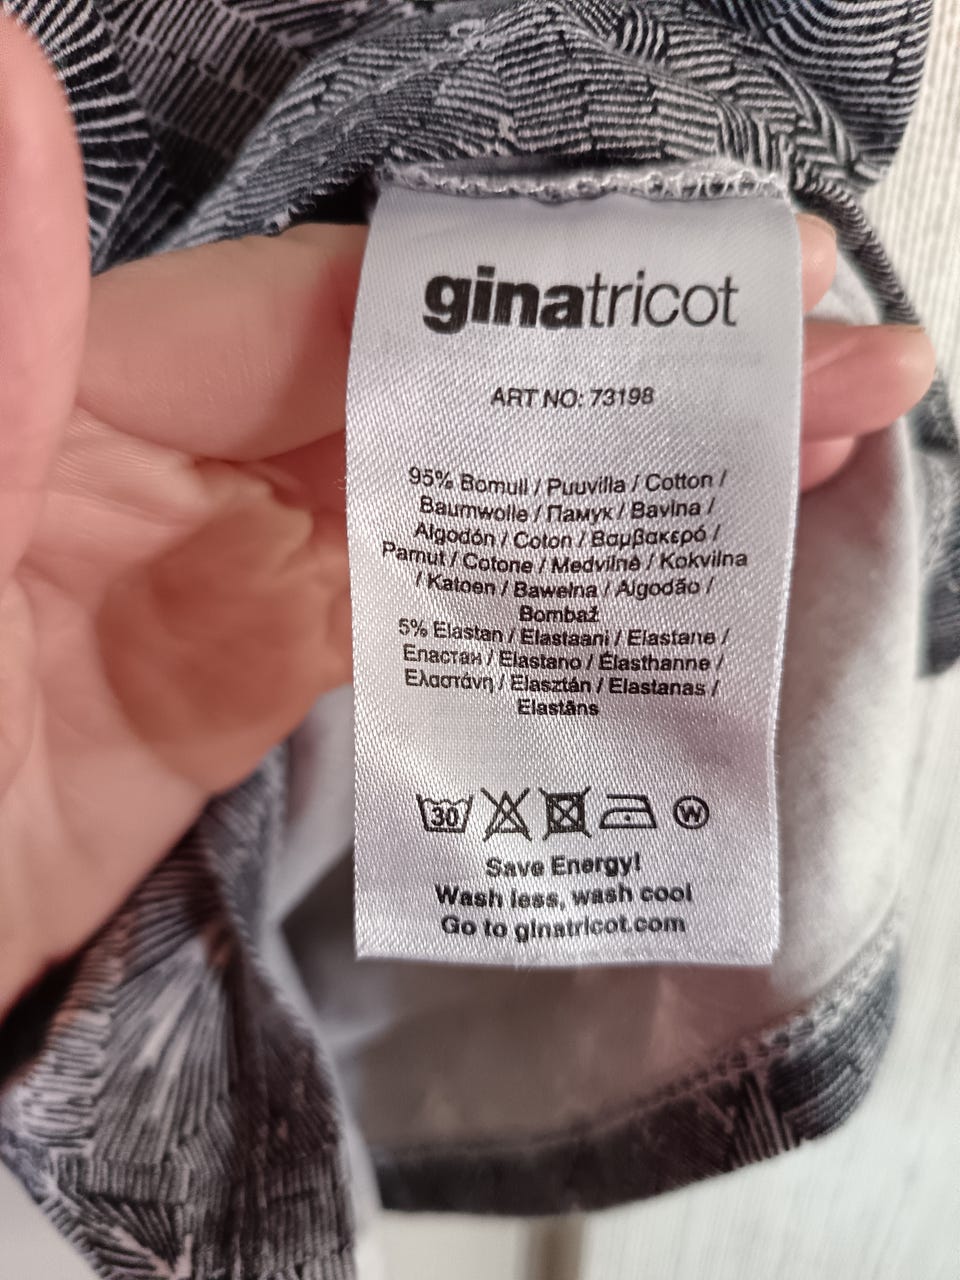 ginatricot
ART NO: 73198
95% Bomull / Puuvilla / Cotton /
Baumwolle / Памук / Bavlna /
Algodón / Coton / Βαμβακερό /
Pamut / Cotone / Medvilnė / Kokvilna
/ Katoen / Bawełna / Algodão /
Bombaž
5% Elastan / Elastaani / Elastane /
Еластан / Elastano / Élasthanne /
Ελαστάνη / Elasztán / Elastanas /
Elastāns
30 W
Save Energy!
Wash less, wash cool
Go to ginatricot.com